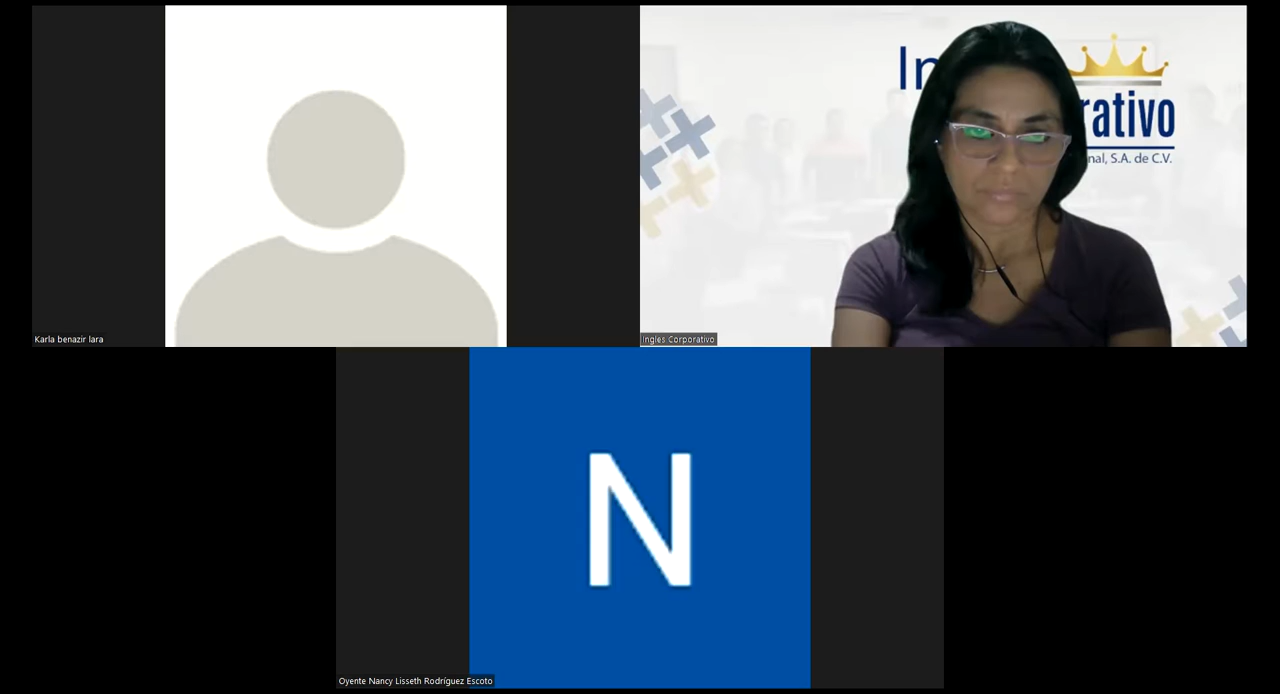 In
rativo
nal, S.A. de C.V.
Karla benazir lara
Ingles Corporativo
N
Oyente Nancy Lisseth Rodríguez Escoto